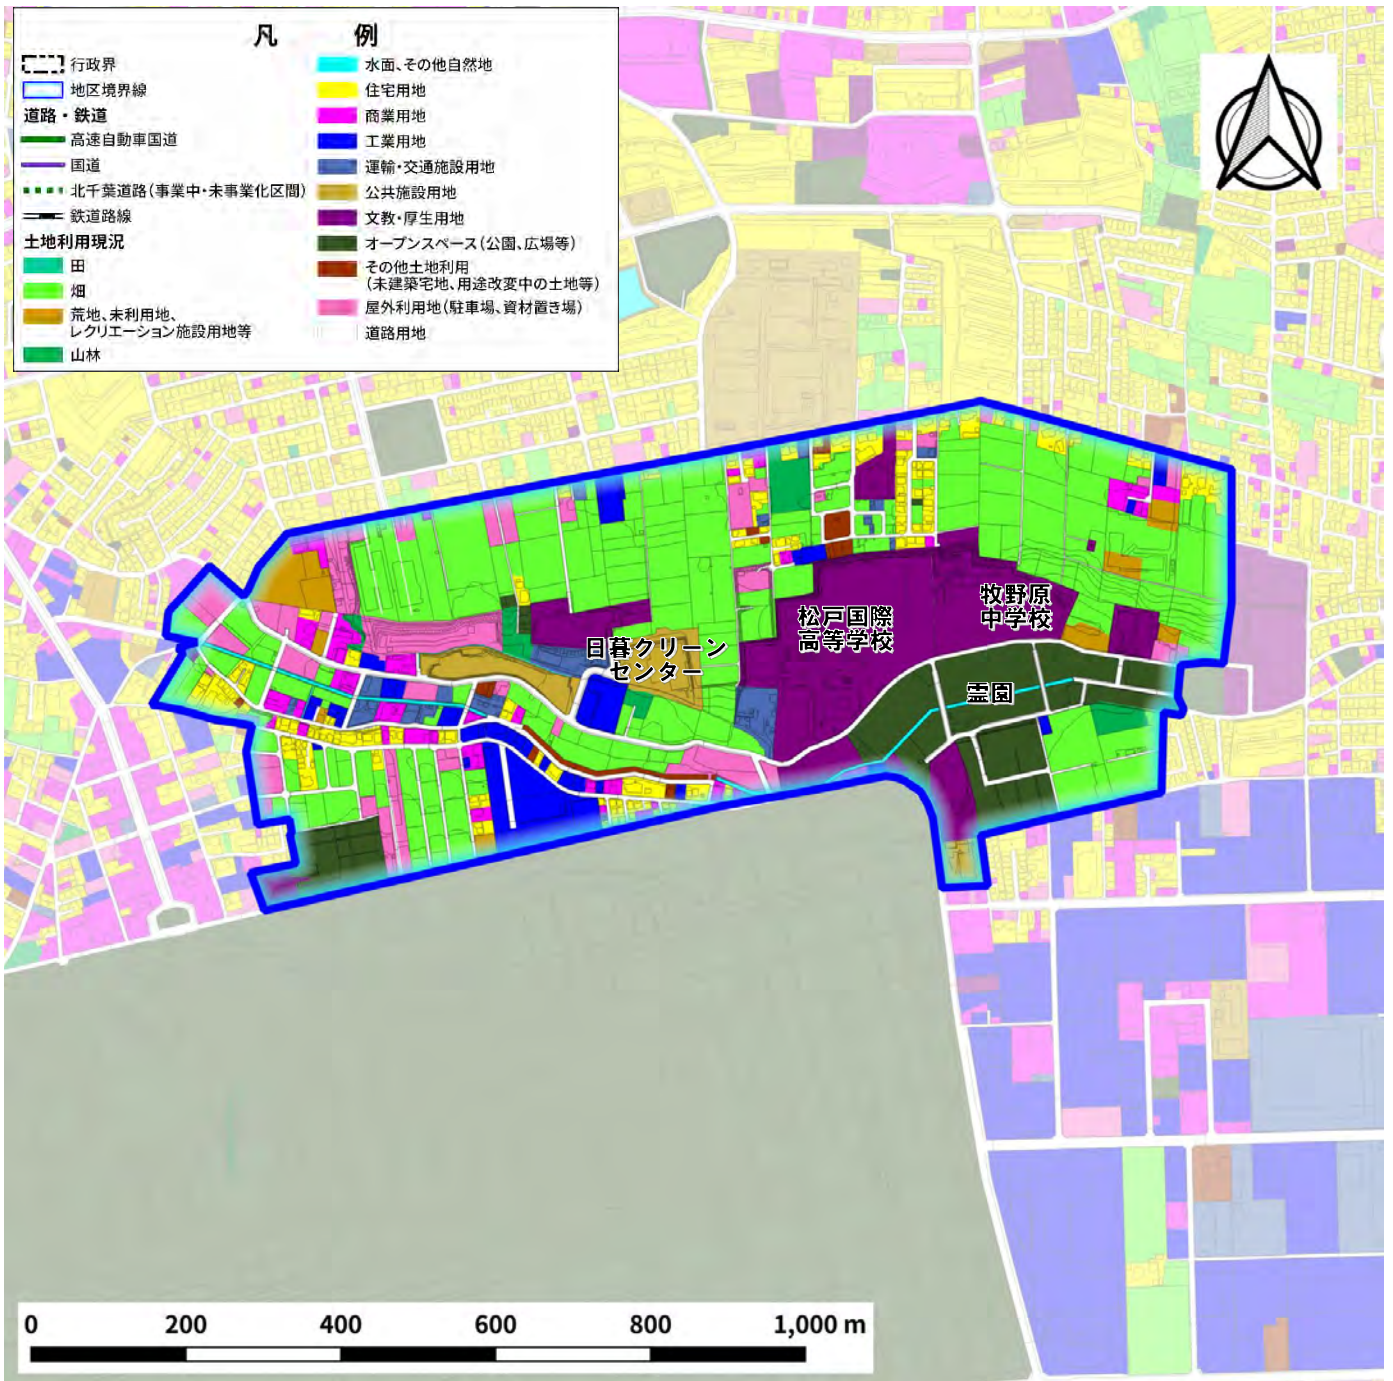 凡 例
行政界
地区境界線
道路・鉄道
高速自動車国道
国道
北千葉道路(事業中・未事業化区間)
鉄道路線
土地利用現況
田
畑
荒地、未利用地、
レクリエーション施設用地等
山林
水面、その他自然地
住宅用地
商業用地
工業用地
運輸・交通施設用地
公共施設用地
文教・厚生用地
オープンスペース(公園、広場等)
その他土地利用
(未建築宅地、用途改変中の土地等)
屋外利用地(駐車場、資材置き場)
道路用地
牧野原
中学校
松戸国際
高等学校
日暮クリーン
センター
霊園
0 200 400 600 800 1,000 m